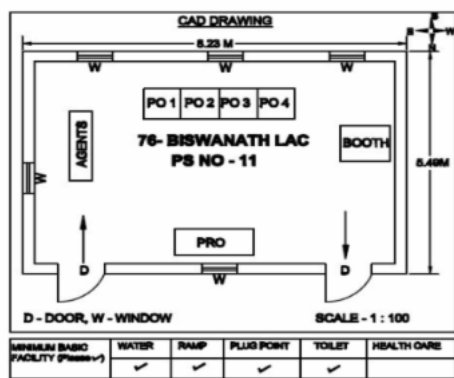 CAD DRAWING
8.23 M
W
W
W
W
PO 1 PO 2 PO 3 PO 4
AGENTS
76- BISWANATH LAC
PS NO - 11
BOOTH
5.49M
W
PRO
D
D
W
D - DOOR, W - WINDOW
SCALE - 1 : 100
MINIMUM BASIC FACILITY (Please ✓)
WATER RAMP PLUG POINT TOILET HEALTH CARE
✓ ✓ ✓ ✓